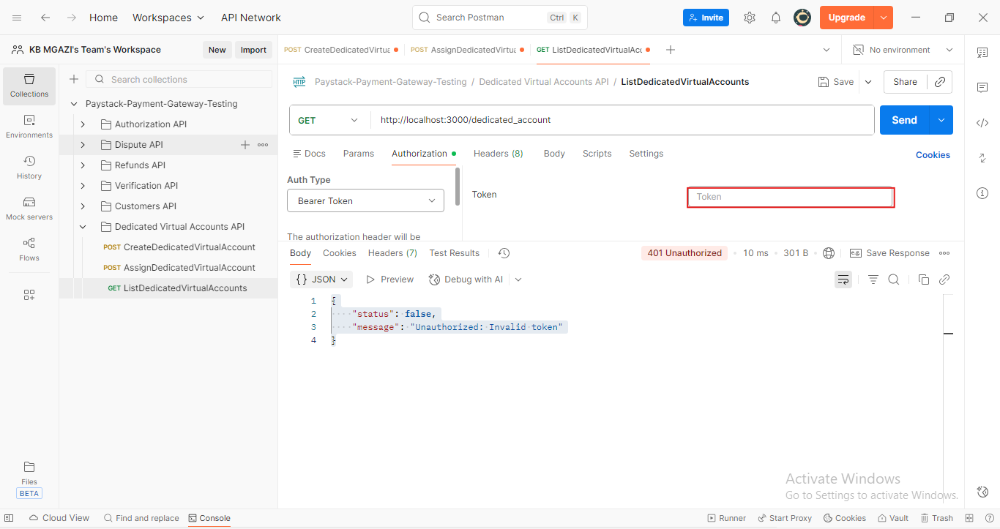 Home Workspaces API Network Search Postman Ctrl K Invite Upgrade
KB MGAZI's Team's Workspace New Import
POST CreateDedicatedVirtua POST AssignDedicatedVirtua GET ListDedicatedVirtualAcc No environment
Collections
Environments
History
Mock servers
Flows
Files
BETA
Search collections
Paystack-Payment-Gateway-Testing
Authorization API
Dispute API
Refunds API
Verification API
Customers API
Dedicated Virtual Accounts API
POST CreateDedicatedVirtualAccount
POST AssignDedicatedVirtualAccount
GET ListDedicatedVirtualAccounts
HTTP Paystack-Payment-Gateway-Testing / Dedicated Virtual Accounts API / ListDedicatedVirtualAccounts Save Share
GET http://localhost:3000/dedicated_account Send
Docs Params Authorization Headers (8) Body Scripts Settings Cookies
Auth Type
Bearer Token
The authorization header will be
Token Token
Body Cookies Headers (7) Test Results 401 Unauthorized 10 ms 301 B e.g. Save Response
{} JSON Preview Debug with AI
1 {
2 "status": false,
3 "message": "Unauthorized: Invalid token"
4 }
Activate Windows
Go to Settings to activate Windows.
Cloud View Find and replace Console Runner Start Proxy Cookies Vault Trash